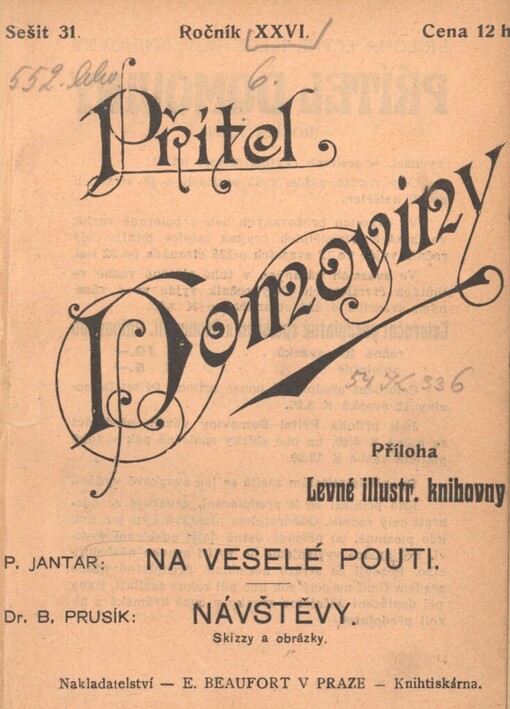 Sešit 31. Ročník XXVI. Cena 12 h
552
6
Přítel
Domoviny
54 K 336
Příloha
Levné illustr. knihovny
P. JANTAR: NA VESELÉ POUTI.
Dr. B. PRUSÍK: NÁVŠTĚVY.
Skizzy a obrázky.
Nakladatelství — E. BEAUFORT V PRAZE — Knihtiskárna.